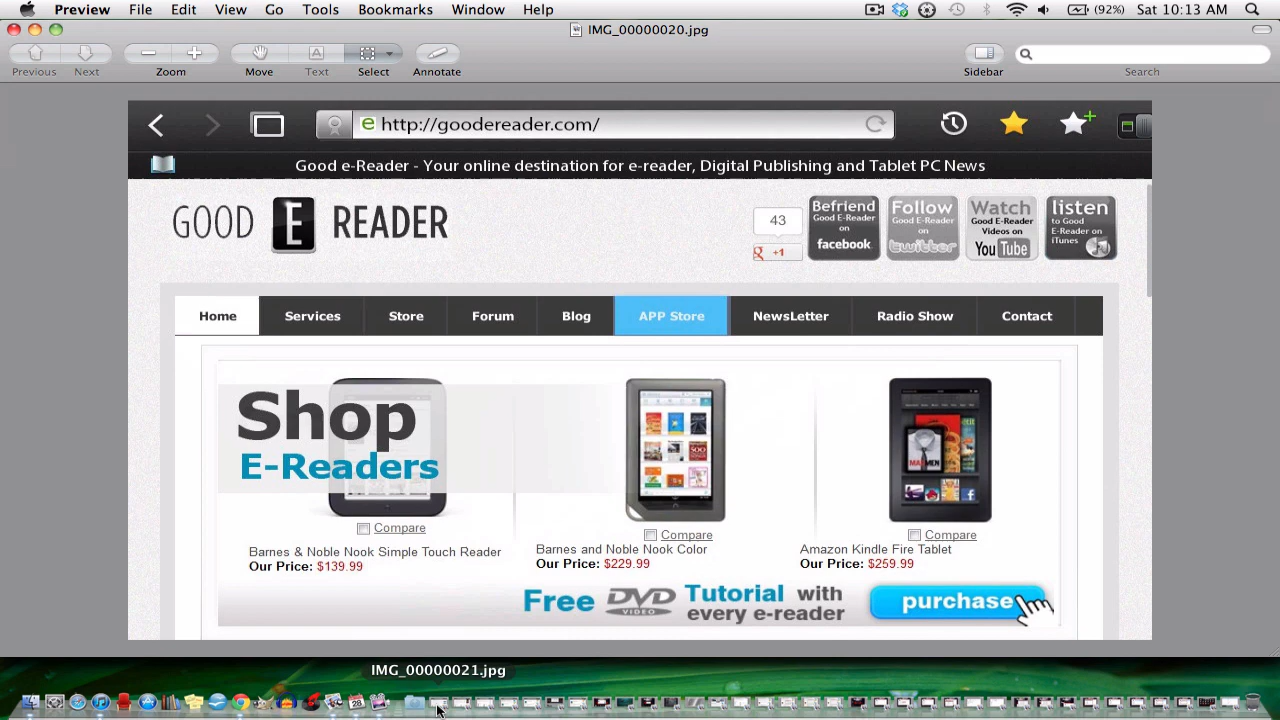 Preview File Edit View Go Tools Bookmarks Window Help (92%) Sat 10:13 AM
IMG_00000020.jpg
Previous Next Zoom Move Text Select Annotate Sidebar Search
http://goodereader.com/
Good e-Reader - Your online destination for e-reader, Digital Publishing and Tablet PC News
GOOD E READER
43
+1
Befriend
Good E-Reader
on
facebook
Follow
Good E-Reader
on
twitter
Watch
Good E-Reader
Videos on
YouTube
listen
to Good
E-Reader on
iTunes
Home Services Store Forum Blog APP Store NewsLetter Radio Show Contact
Shop
E-Readers
Compare Compare Compare
Barnes & Noble Nook Simple Touch Reader
Our Price: $139.99
Barnes and Noble Nook Color
Our Price: $229.99
Amazon Kindle Fire Tablet
Our Price: $259.99
Free DVD VIDEO Tutorial with
every e-reader
purchase
IMG_00000021.jpg